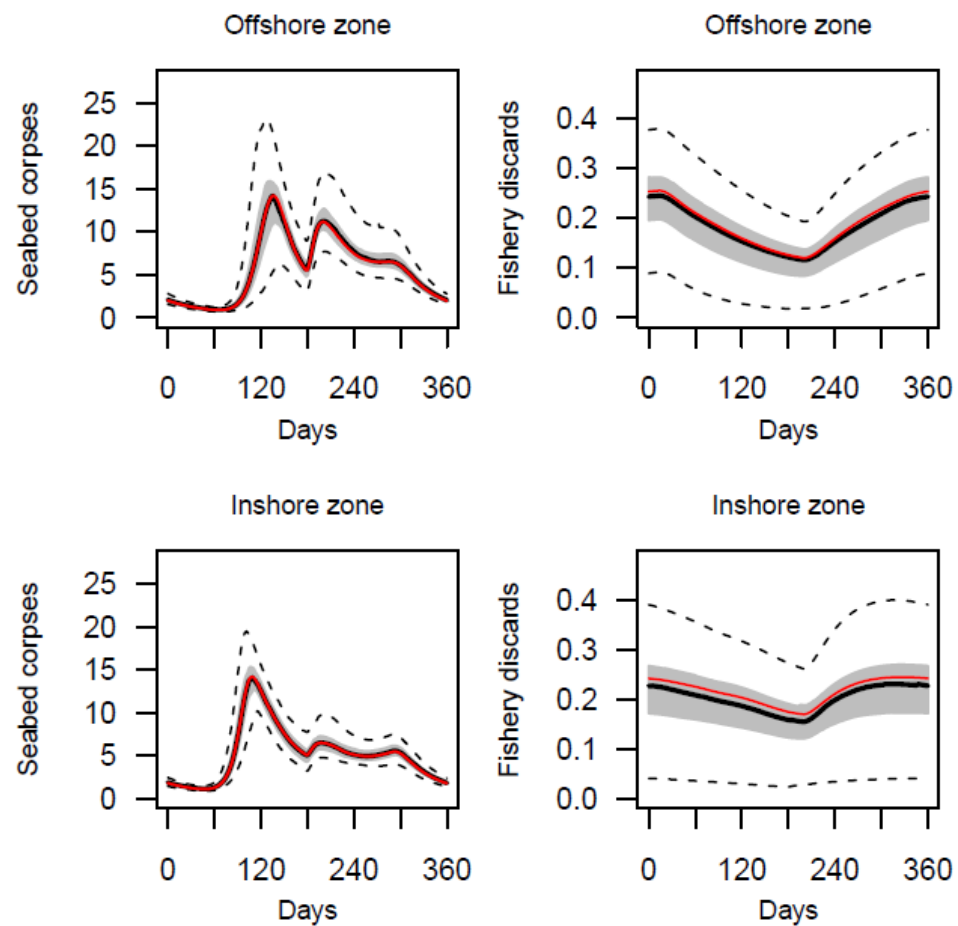 Offshore zone
Seabed corpses
25
20
15
10
5
0
0 120 240 360
Days
Offshore zone
Fishery discards
0.4
0.3
0.2
0.1
0.0
0 120 240 360
Days
Inshore zone
Seabed corpses
25
20
15
10
5
0
0 120 240 360
Days
Inshore zone
Fishery discards
0.4
0.3
0.2
0.1
0.0
0 120 240 360
Days